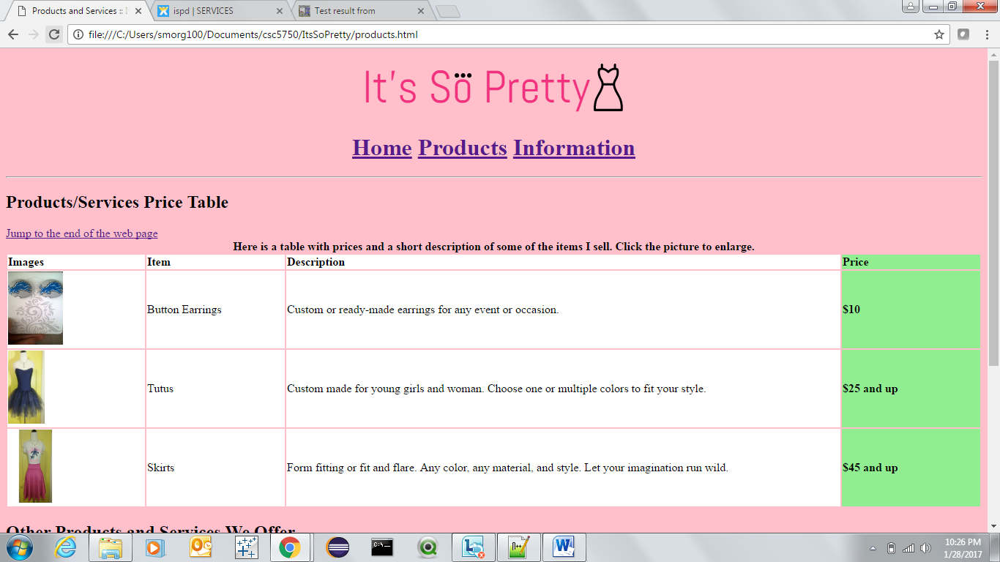 Products and Services :: I
ispd | SERVICES
Test result from
file:///C:/Users/smorg100/Documents/csc5750/ItsSoPretty/products.html
It's So Pretty
Home Products Information
Products/Services Price Table
Jump to the end of the web page
Here is a table with prices and a short description of some of the items I sell. Click the picture to enlarge.
Images Item Description Price
Button Earrings Custom or ready-made earrings for any event or occasion. $10
Tutus Custom made for young girls and woman. Choose one or multiple colors to fit your style. $25 and up
Skirts Form fitting or fit and flare. Any color, any material, and style. Let your imagination run wild. $45 and up
Other Products and Services We Offer
10:26 PM
1/28/2017